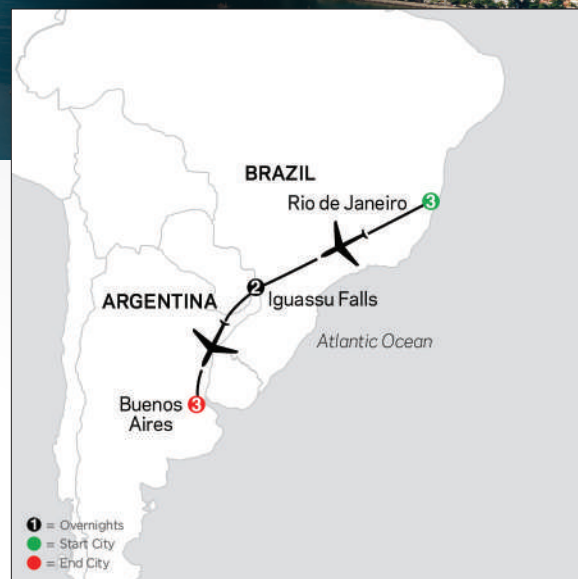 BRAZIL
Rio de Janeiro
3
2
Iguassu Falls
ARGENTINA
Atlantic Ocean
Buenos
Aires
3
1 = Overnights
= Start City
= End City